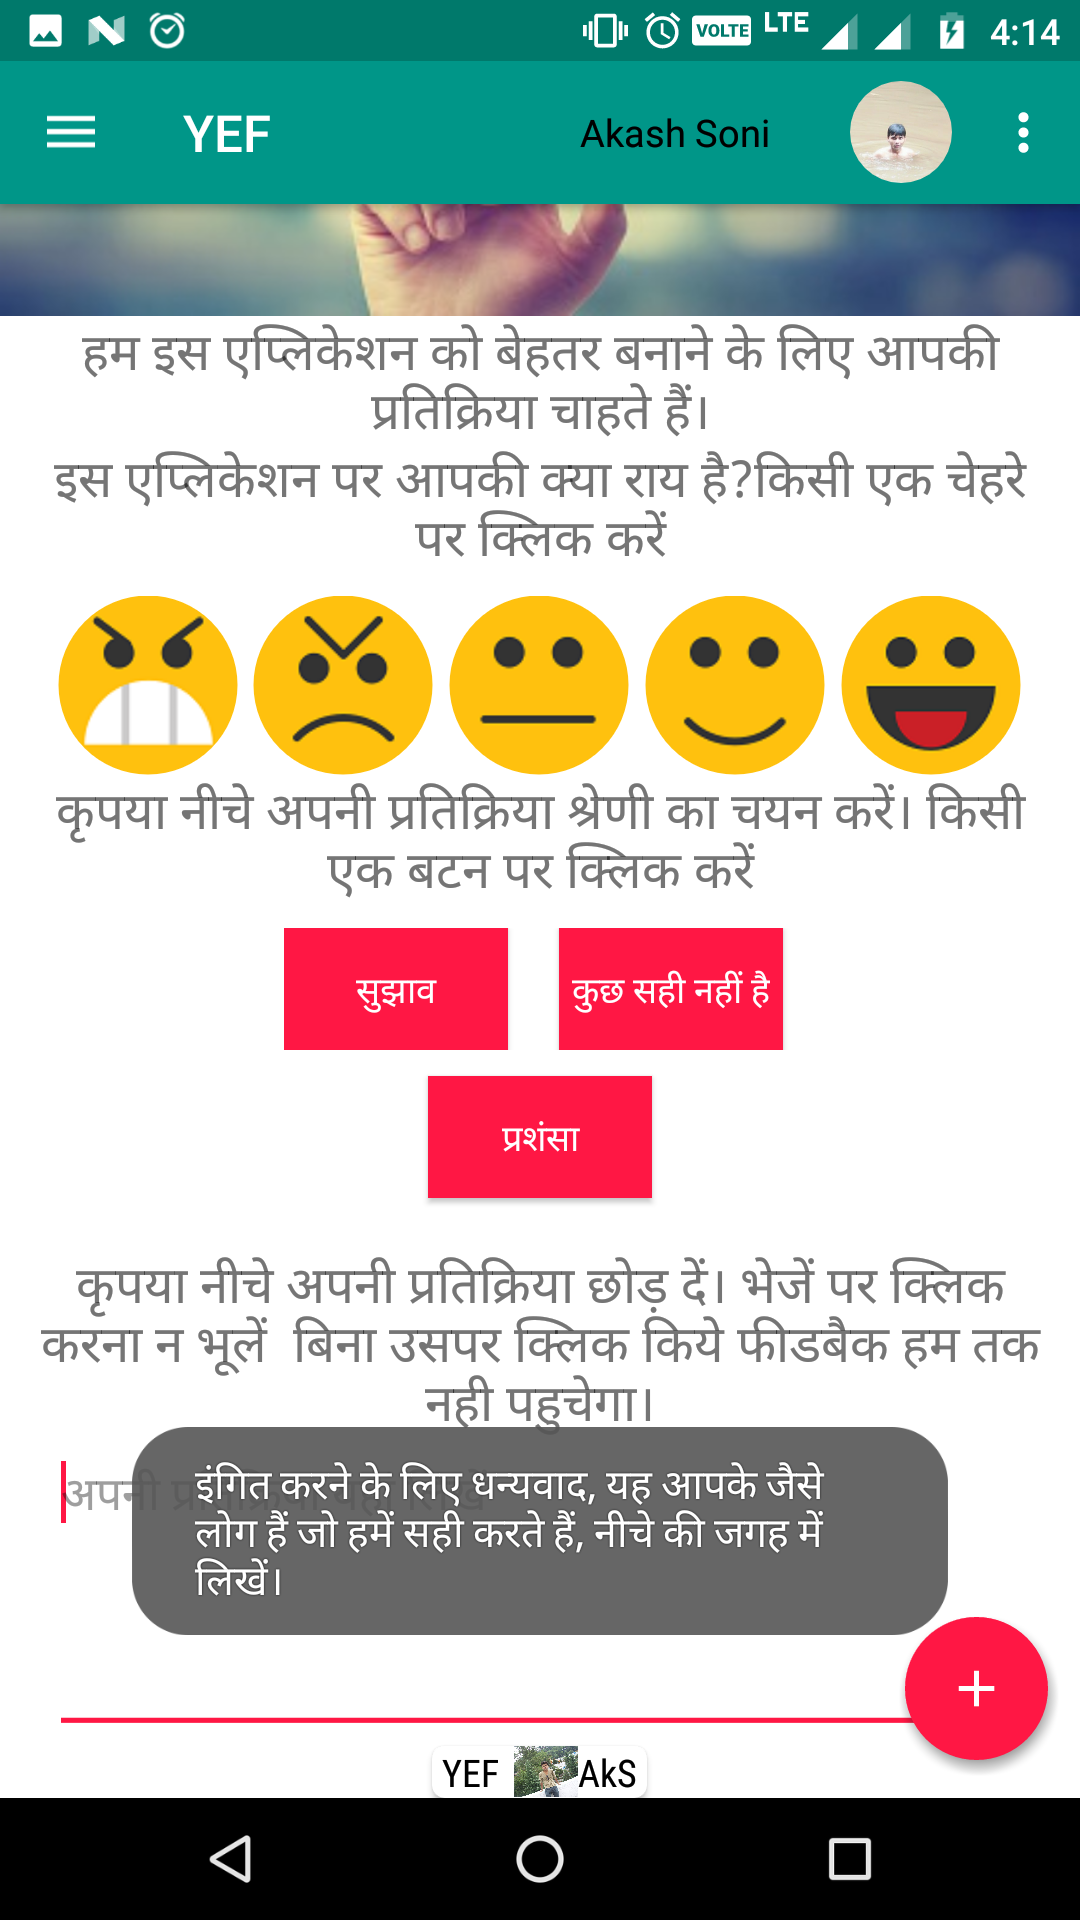 VOLTE LTE 4:14
YEF Akash Soni
हम इस एप्लिकेशन को बेहतर बनाने के लिए आपकी
प्रतिक्रिया चाहते हैं।
इस एप्लिकेशन पर आपकी क्या राय है?किसी एक चेहरे
पर क्लिक करें
कृपया नीचे अपनी प्रतिक्रिया श्रेणी का चयन करें। किसी
एक बटन पर क्लिक करें
सुझाव कुछ सही नहीं है
प्रशंसा
कृपया नीचे अपनी प्रतिक्रिया छोड़ दें। भेजें पर क्लिक
करना न भूलें  बिना उसपर क्लिक किये फीडबैक हम तक
नही पहुचेगा।
अपनी
इंगित करने के लिए धन्यवाद, यह आपके जैसे
लोग हैं जो हमें सही करते हैं, नीचे की जगह में
लिखें।
YEF AkS